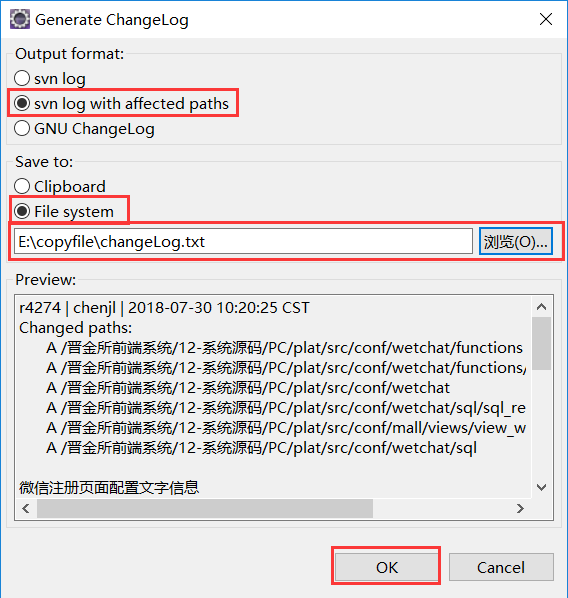 Generate ChangeLog
Output format:
svn log
svn log with affected paths
GNU ChangeLog
Save to:
Clipboard
File system
E:\copyfile\changeLog.txt 浏览(O)...
Preview:
r4274 | chenjl | 2018-07-30 10:20:25 CST
Changed paths:
A /晋金所前端系统/12-系统源码/PC/plat/src/conf/wetchat/functions
A /晋金所前端系统/12-系统源码/PC/plat/src/conf/wetchat/functions/
A /晋金所前端系统/12-系统源码/PC/plat/src/conf/wetchat
A /晋金所前端系统/12-系统源码/PC/plat/src/conf/wetchat/sql/sql_re
A /晋金所前端系统/12-系统源码/PC/plat/src/conf/mall/views/view_w
A /晋金所前端系统/12-系统源码/PC/plat/src/conf/wetchat/sql
微信注册页面配置文字信息
OK Cancel